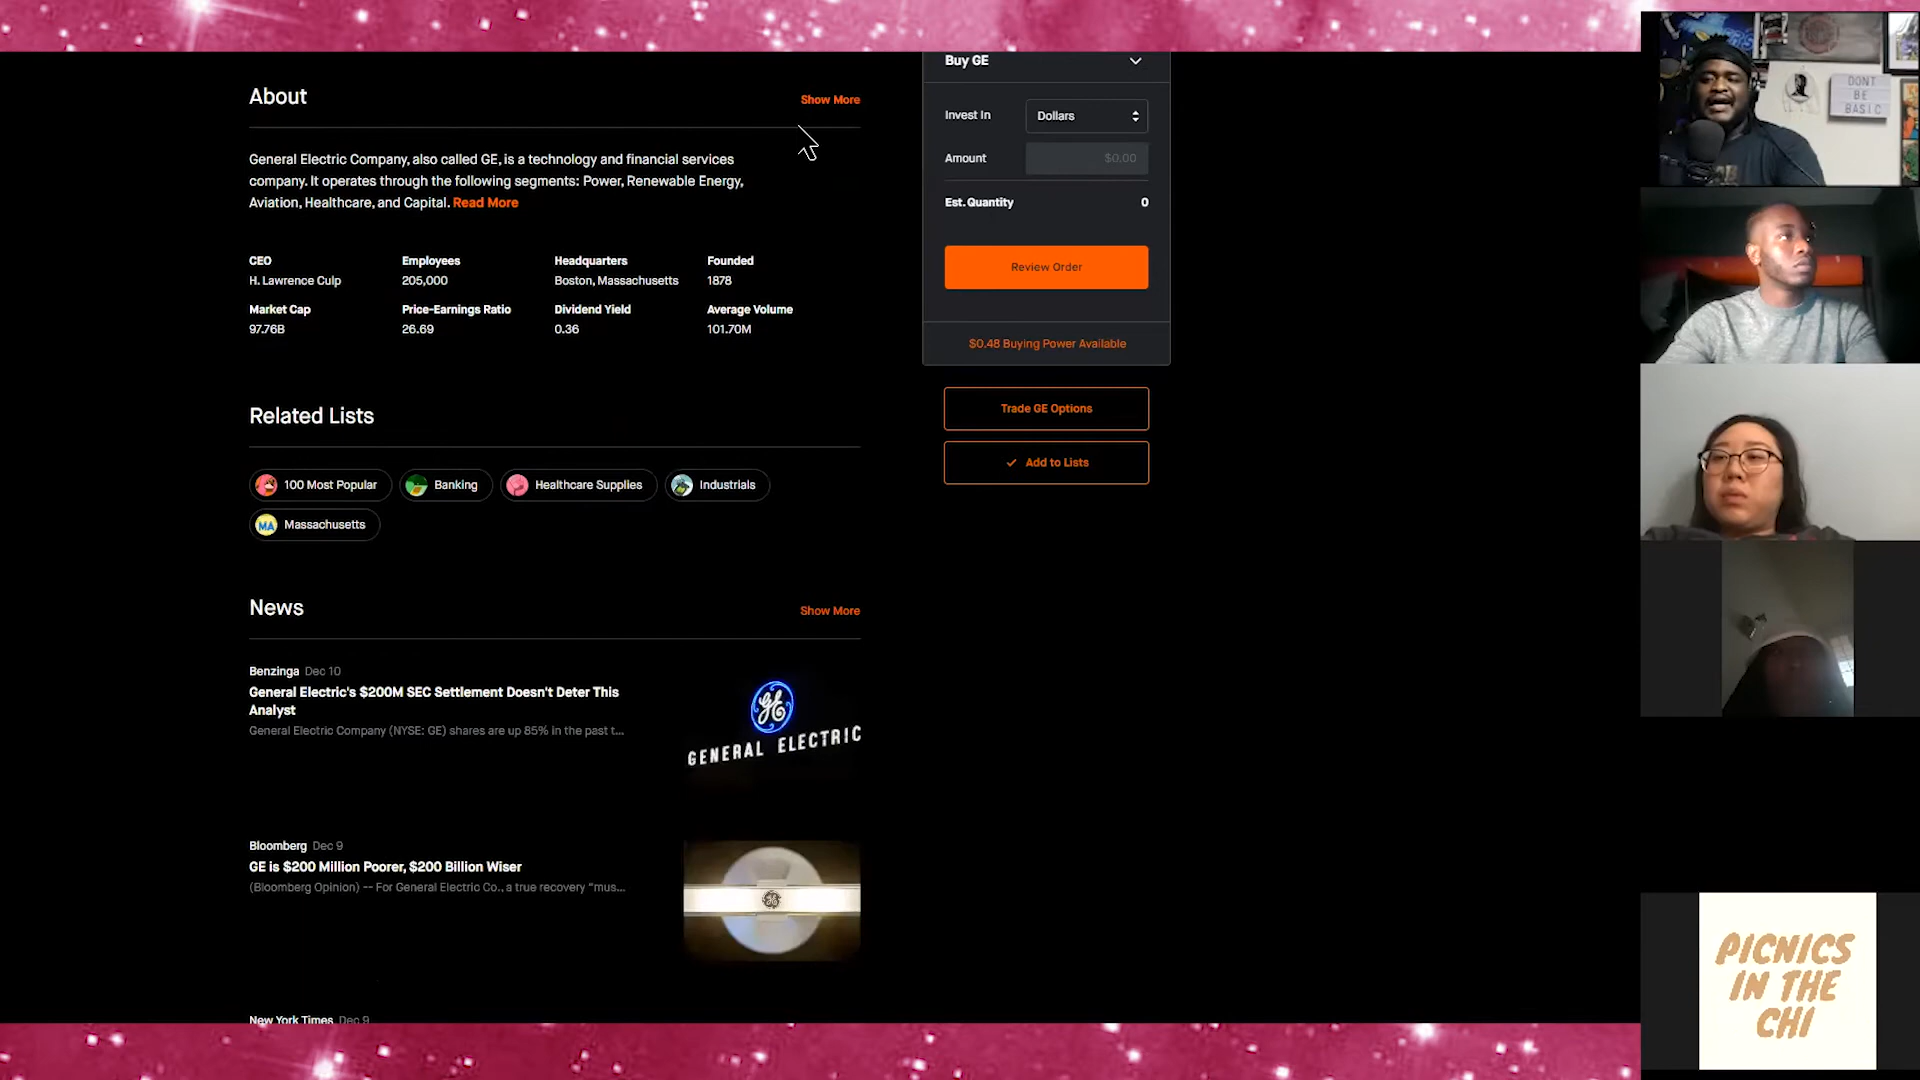 About
Show More
General Electric Company, also called GE, is a technology and financial services
company. It operates through the following segments: Power, Renewable Energy,
Aviation, Healthcare, and Capital. Read More
CEO
H. Lawrence Culp
Employees
205,000
Headquarters
Boston, Massachusetts
Founded
1878
Market Cap
97.76B
Price-Earnings Ratio
26.69
Dividend Yield
0.36
Average Volume
101.70M
Related Lists
100 Most Popular
Banking
Healthcare Supplies
Industrials
MA Massachusetts
News
Show More
Benzinga Dec 10
General Electric's $200M SEC Settlement Doesn't Deter This
Analyst
General Electric Company (NYSE: GE) shares are up 85% in the past t...
GENERAL ELECTRIC
Bloomberg Dec 9
GE is $200 Million Poorer, $200 Billion Wiser
(Bloomberg Opinion) -- For General Electric Co., a true recovery “mus...
New York Times Dec 9
Buy GE
Invest In
Dollars
Amount
$0.00
Est. Quantity
0
Review Order
$0.48 Buying Power Available
Trade GE Options
Add to Lists
DONT
BE
BASIC
PICNICS
IN THE
CHI